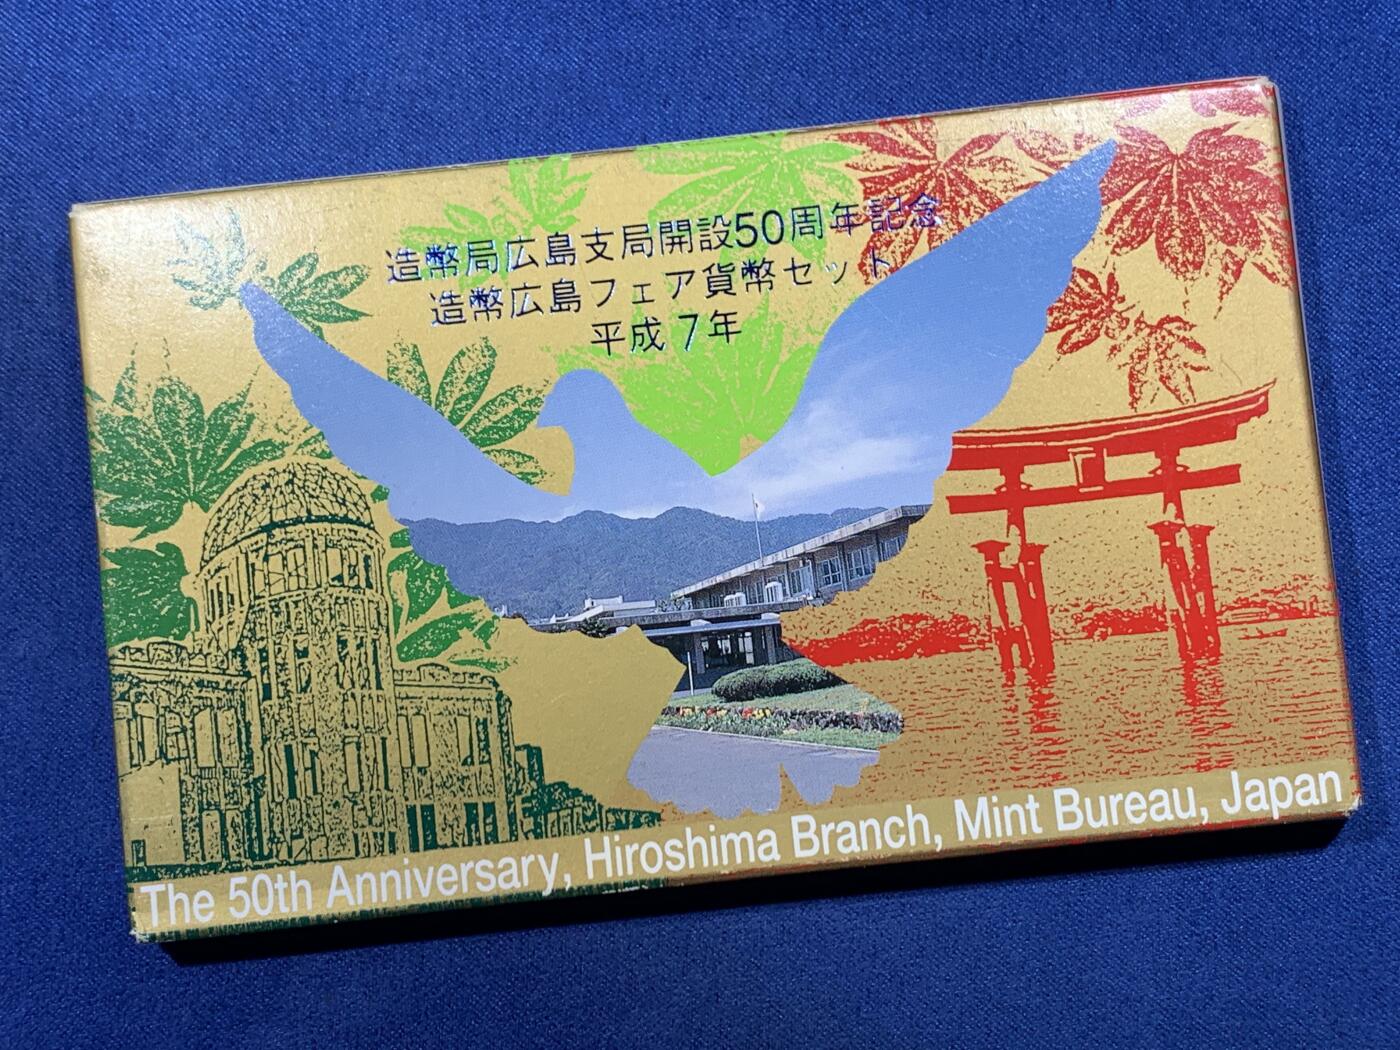 造幣局広島支局開設50周年記念
造幣広島フェア貨幣セット
平成7年
The 50th Anniversary, Hiroshima Branch, Mint Bureau, Japan